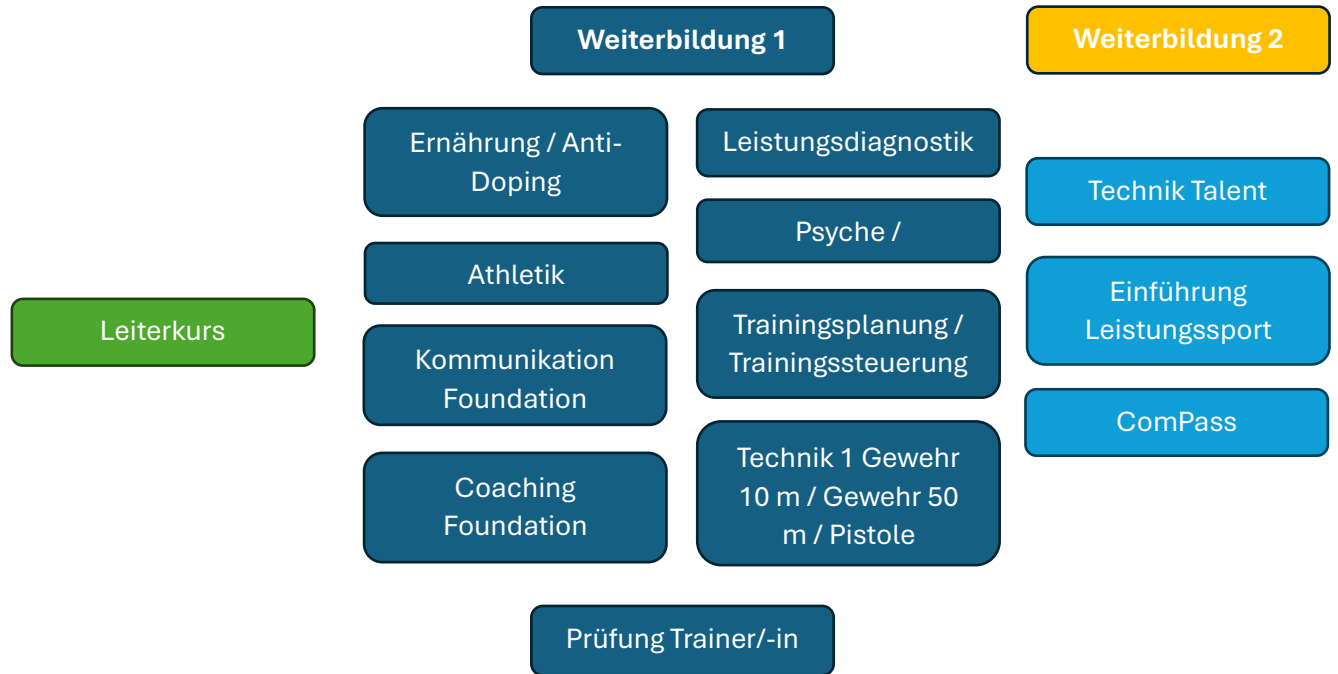 Weiterbildung 1
Weiterbildung 2
Leiterkurs
Ernährung / Anti-
Doping
Athletik
Kommunikation
Foundation
Coaching
Foundation
Leistungsdiagnostik
Psyche /
Trainingsplanung /
Trainingssteuerung
Technik 1 Gewehr
10 m / Gewehr 50
m / Pistole
Prüfung Trainer/-in
Technik Talent
Einführung
Leistungssport
ComPass